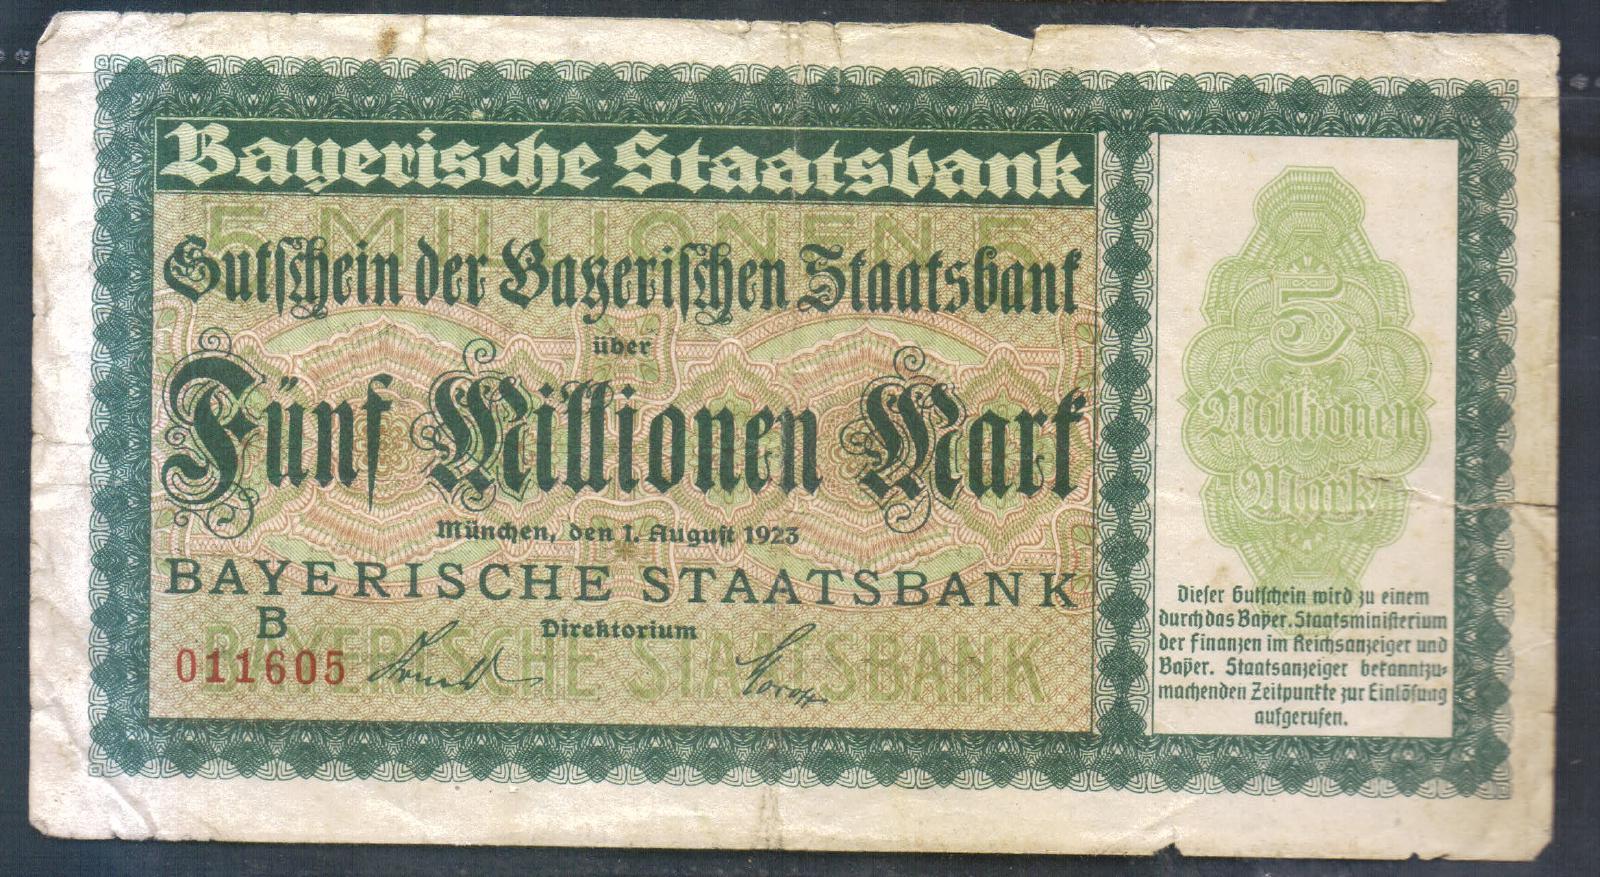 Bayerische Staatsbank
5 MILLIONEN 5
Gutschein der Bayerischen Staatsbank
über
Fünf Millionen Mark
München, den 1. August 1923
BAYERISCHE STAATSBANK
B
Direktorium
011605
BAYERISCHE STAATSBANK
5
Millionen
Mark
Dieser Gutschein wird zu einem
durch das Bayer. Staatsministerium
der Finanzen im Reichsanzeiger und
Bayer. Staatsanzeiger bekanntzu-
machenden Zeitpunkte zur Einlösung
aufgerufen.